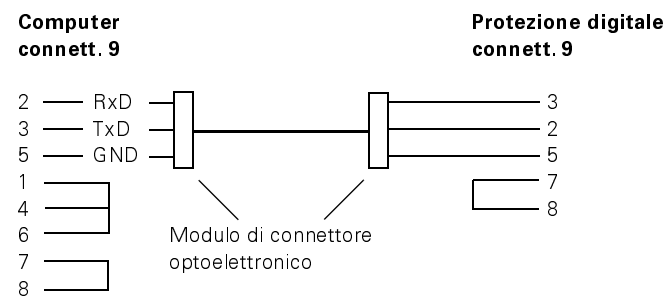 Computer
connett. 9
Protezione digitale
connett. 9
2 RxD 3
3 TxD 2
5 GND 5
1 7
4 8
6
7
8
Modulo di connettore
optoelettronico